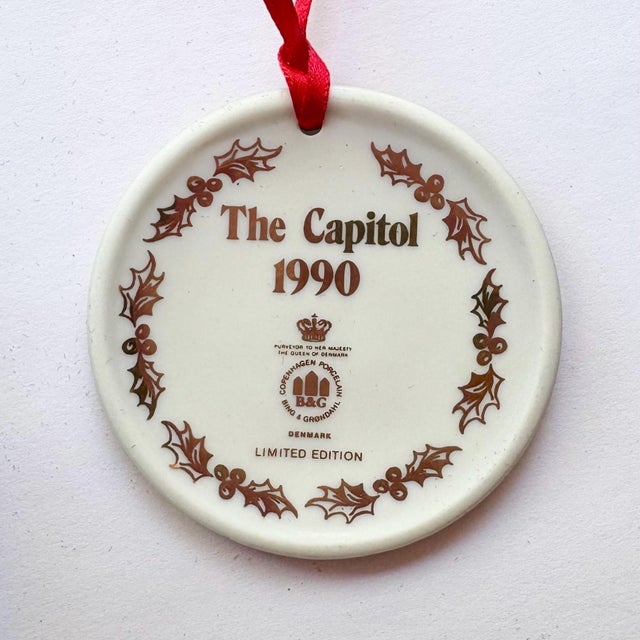 The Capitol
1990
PURVEYOR TO HER MAJESTY
THE QUEEN OF DENMARK
COPENHAGEN PORCELAIN
B&G
BING & GRØNDAHL
DENMARK
LIMITED EDITION